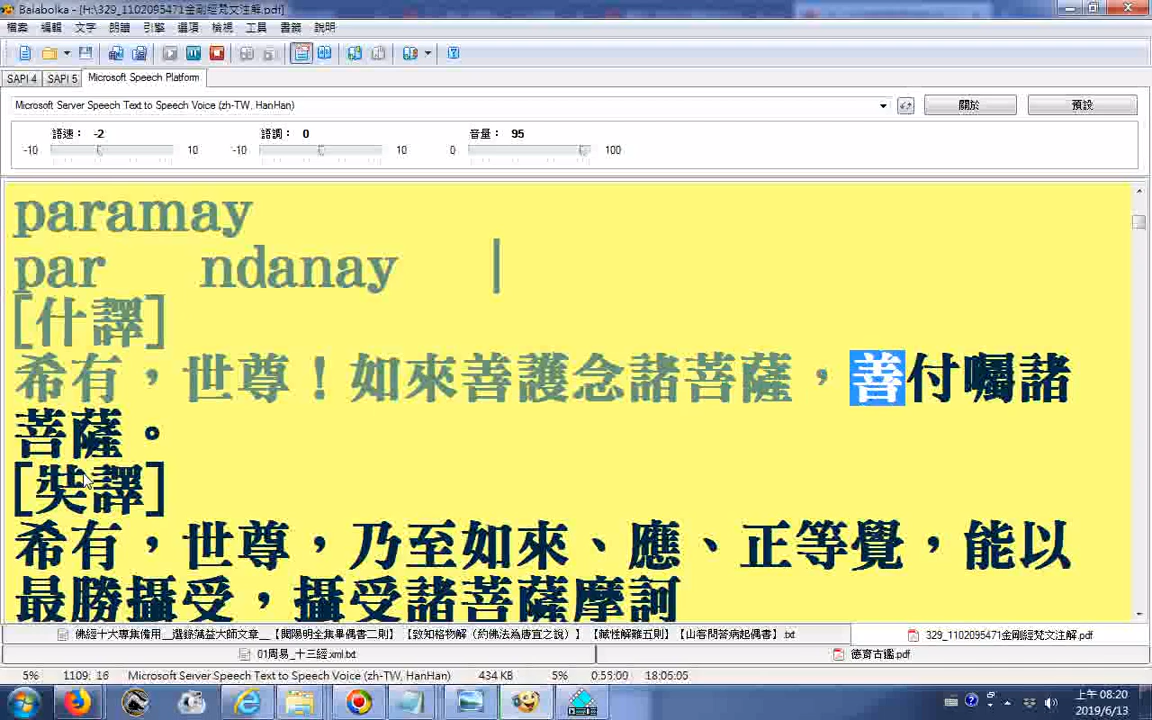 Balabolka - [H:\329_1102095471金剛經梵文注解.pdf]
檔案 編輯 文字 朗讀 引擎 選項 檢視 工具 書籤 說明
SAPI 4 SAPI 5 Microsoft Speech Platform
Microsoft Server Speech Text to Speech Voice (zh-TW, HanHan) 關於 預設
語速： -2 語調： 0 音量： 95
-10 10 -10 10 0 100
paramay
par ndanay |
[什譯]
希有，世尊！如來善護念諸菩薩，善付囑諸
菩薩。
[奘譯]
希有，世尊，乃至如來、應、正等覺，能以
最勝攝受，攝受諸菩薩摩訶
329_1102095471金剛經梵文注解.pdf
01周易_十三經.xml.txt 德育古鑑.pdf
5% 1109, 16 Microsoft Server Speech Text to Speech Voice (zh-TW, HanHan) 434 KB 5% 0:55:00 18:05:05
上午 08:20
2019/6/13